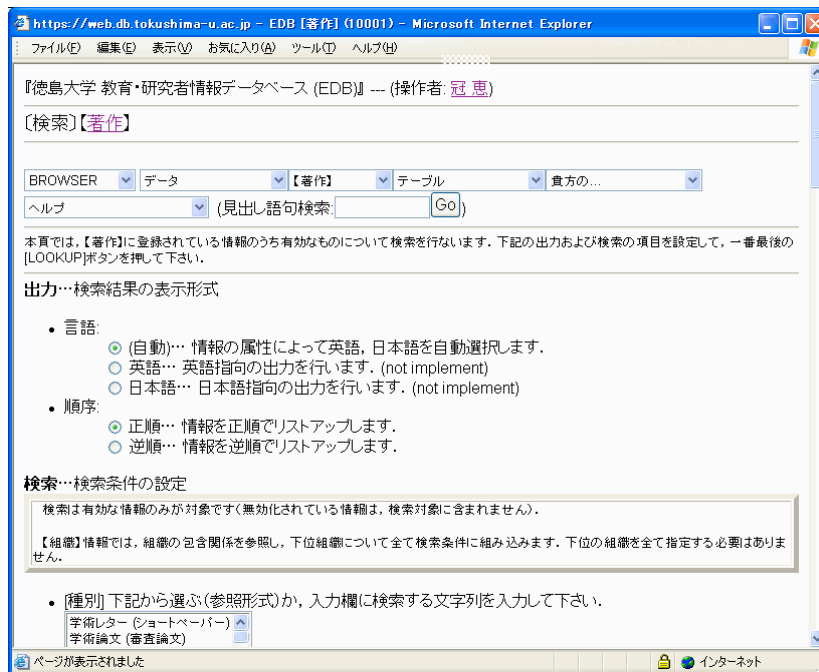 https://web.db.tokushima-u.ac.jp - EDB [著作] (10001) - Microsoft Internet Explorer
ファイル(F) 編集(E) 表示(V) お気に入り(A) ツール(T) ヘルプ(H)
『徳島大学 教育・研究者情報データベース (EDB)』 --- (操作者: 冠 恵)
〔検索〕【著作】
BROWSER データ 【著作】 テーブル 貴方の...
ヘルプ (見出し語句検索: Go)
本頁では,【著作】に登録されている情報のうち有効なものについて検索を行ないます. 下記の出力および検索の項目を設定して, 一番最後の
[LOOKUP]ボタンを押して下さい.
出力…検索結果の表示形式
• 言語:
(自動)… 情報の属性によって英語, 日本語を自動選択します.
英語… 英語指向の出力を行います. (not implement)
日本語… 日本語指向の出力を行います. (not implement)
• 順序:
正順… 情報を正順でリストアップします.
逆順… 情報を逆順でリストアップします.
検索…検索条件の設定
検索は有効な情報のみが対象です(無効化されている情報は, 検索対象に含まれません).
【組織】情報では, 組織の包含関係を参照し, 下位組織について全て検索条件に組み込みます. 下位の組織を全て指定する必要はありま
せん.
• [種別] 下記から選ぶ(参照形式)か, 入力欄に検索する文字列を入力して下さい.
学術レター (ショートペーパー)
学術論文 (審査論文)
ページが表示されました インターネット